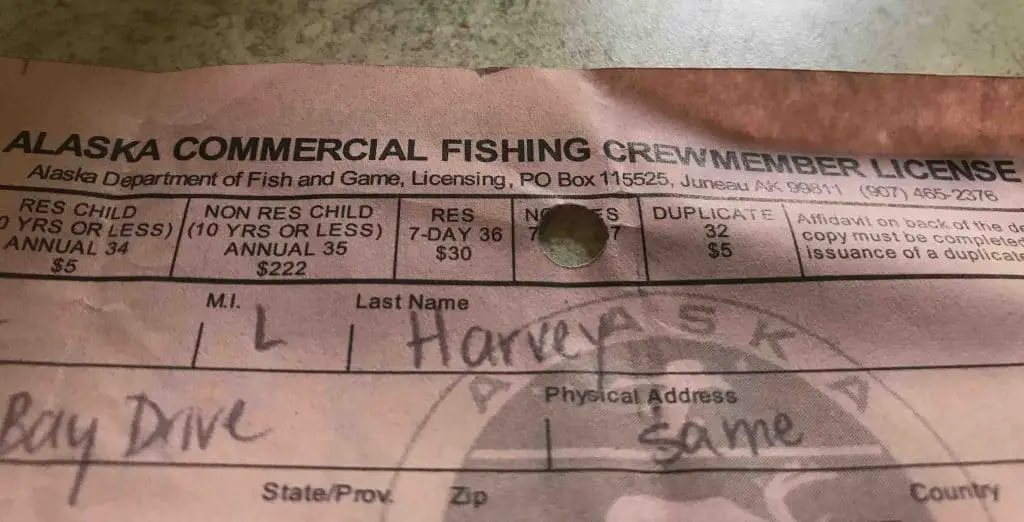 ALASKA COMMERCIAL FISHING CREWMEMBER LICENSE
Alaska Department of Fish and Game, Licensing, PO Box 115525, Juneau AK 99811 (907) 465-2376
RES CHILD
YRS OR LESS)
ANNUAL 34
$5
NON RES CHILD
(10 YRS OR LESS)
ANNUAL 35
$222
RES
7-DAY 36
$30
DUPLICATE
32
$5
Affidavit on back of the
copy must be completed
issuance of a
M.I.
L
Last Name
Harvey
ALASKA
Bay Drive
Physical Address
same
State/Prov.
Zip
Country